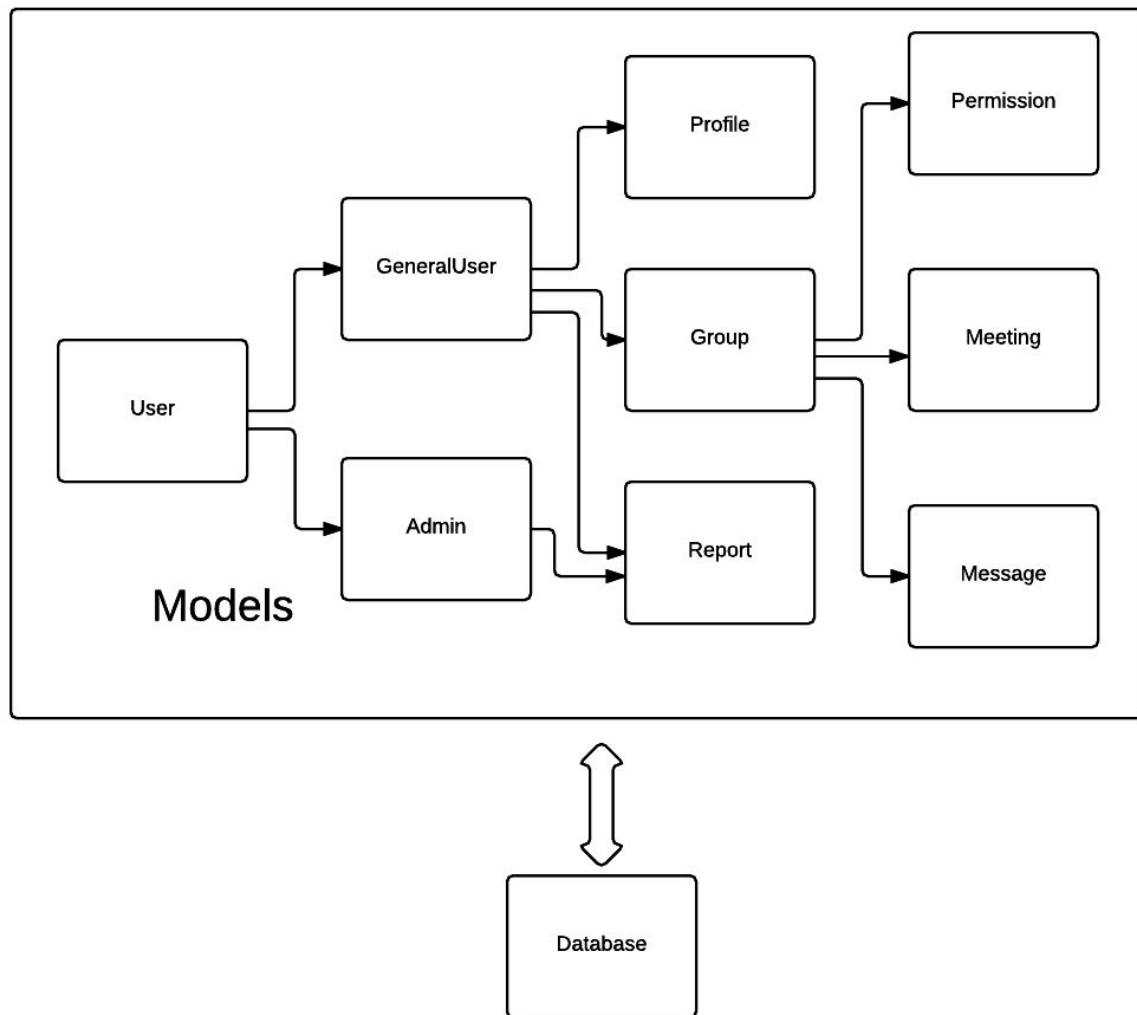 Permission
Profile
GeneralUser
Group
Meeting
User
Admin
Report
Message
Models
Database